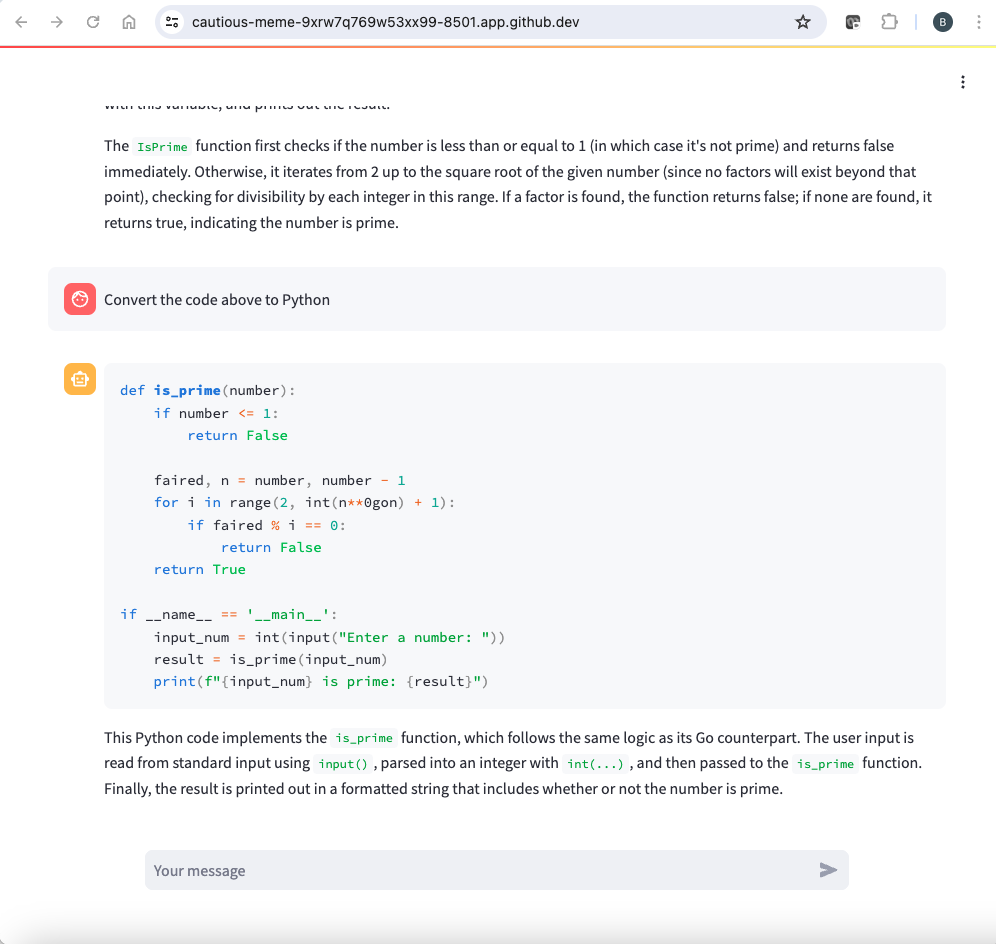 cautious-meme-9xrw7q769w53xx99-8501.app.github.dev
B
with this variable, and prints out the result.
The IsPrime function first checks if the number is less than or equal to 1 (in which case it's not prime) and returns false
immediately. Otherwise, it iterates from 2 up to the square root of the given number (since no factors will exist beyond that
point), checking for divisibility by each integer in this range. If a factor is found, the function returns false; if none are found, it
returns true, indicating the number is prime.
Convert the code above to Python
def is_prime(number):
    if number <= 1:
        return False
    faired, n = number, number - 1
    for i in range(2, int(n**0gon) + 1):
        if faired % i == 0:
            return False
    return True
if __name__ == '__main__':
    input_num = int(input("Enter a number: "))
    result = is_prime(input_num)
    print(f"{input_num} is prime: {result}")
This Python code implements the is_prime function, which follows the same logic as its Go counterpart. The user input is
read from standard input using input() , parsed into an integer with int(...) , and then passed to the is_prime function.
Finally, the result is printed out in a formatted string that includes whether or not the number is prime.
Your message